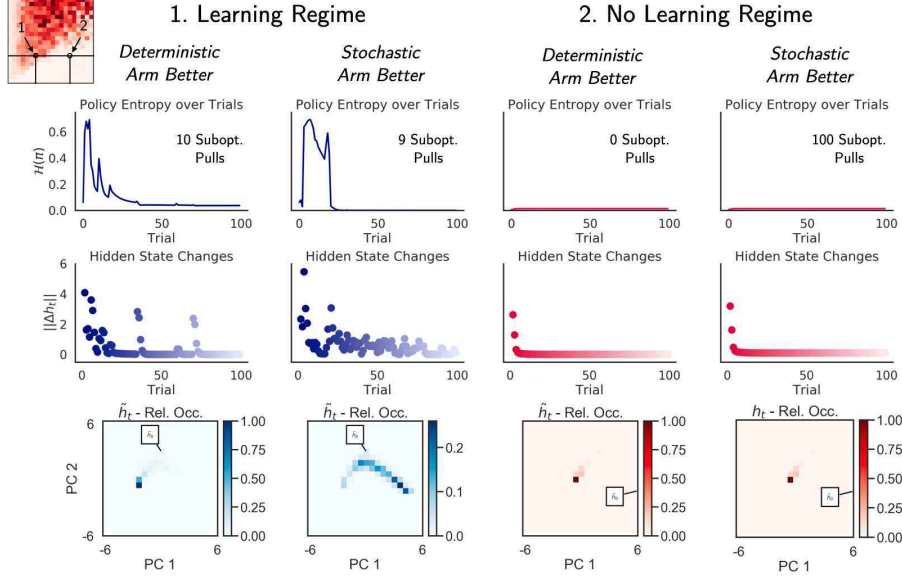 1 2
1. Learning Regime
2. No Learning Regime
Deterministic
Arm Better
Stochastic
Arm Better
Deterministic
Arm Better
Stochastic
Arm Better
Policy Entropy over Trials
Policy Entropy over Trials
Policy Entropy over Trials
Policy Entropy over Trials
ℋ(π)
0.6
0.4
0.2
0.0
10 Subopt.
Pulls
9 Subopt.
Pulls
0 Subopt.
Pulls
100 Subopt.
Pulls
0 50 100
0 50 100
0 50 100
0 50 100
Trial
Trial
Trial
Trial
Hidden State Changes
Hidden State Changes
Hidden State Changes
Hidden State Changes
||Δhₜ||
6
4
2
0
0 50 100
0 50 100
0 50 100
0 50 100
Trial
Trial
Trial
Trial
h̃ₜ - Rel. Occ.
h̃ₜ - Rel. Occ.
h̃ₜ - Rel. Occ.
hₜ - Rel. Occ.
PC 2
6
-6
h̃₀
h̃₀
h̃₀
h̃₀
1.00
0.75
0.50
0.25
0.00
0.2
0.1
0.0
1.00
0.75
0.50
0.25
0.00
1.00
0.75
0.50
0.25
0.00
-6 6
-6 6
-6 6
-6 6
PC 1
PC 1
PC 1
PC 1